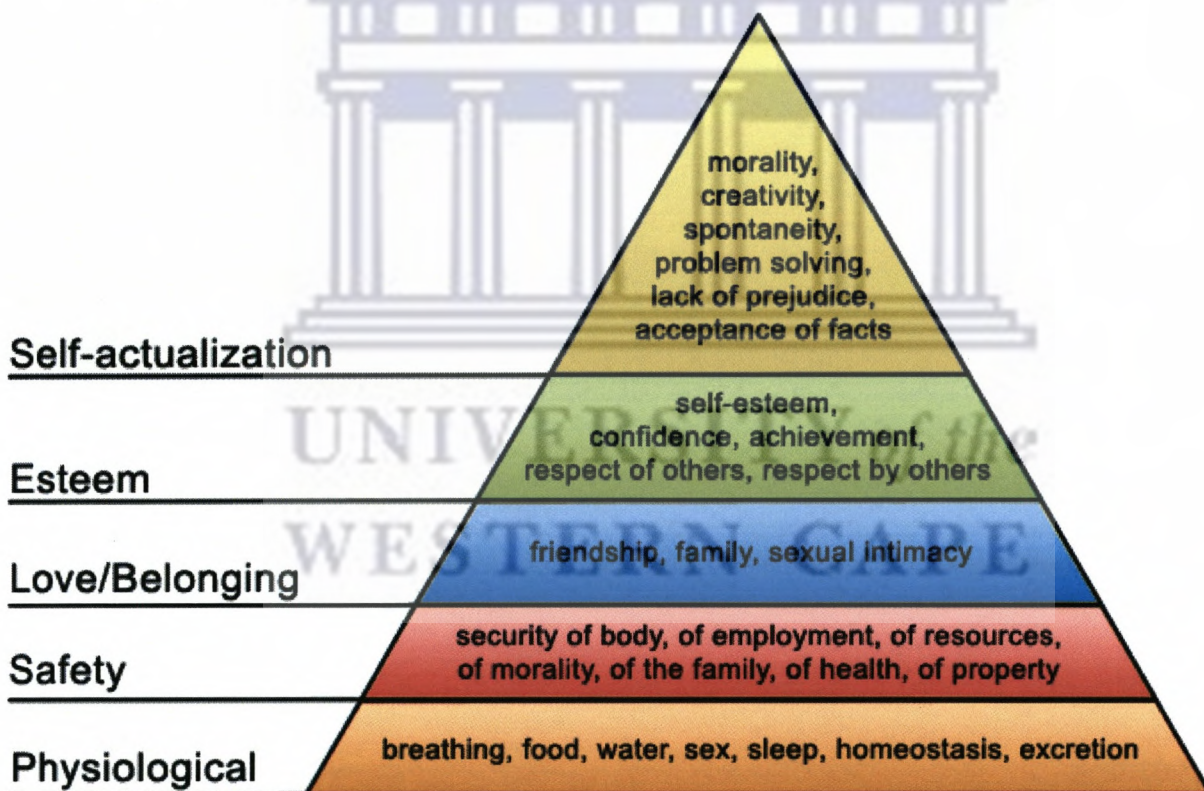 morality,
creativity,
spontaneity,
problem solving,
lack of prejudice,
acceptance of facts
Self-actualization
self-esteem,
confidence, achievement,
respect of others, respect by others
Esteem
UNIVERSITY of the
friendship, family, sexual intimacy
Love/Belonging
WESTERN CAPE
security of body, of employment, of resources,
of morality, of the family, of health, of property
Safety
breathing, food, water, sex, sleep, homeostasis, excretion
Physiological